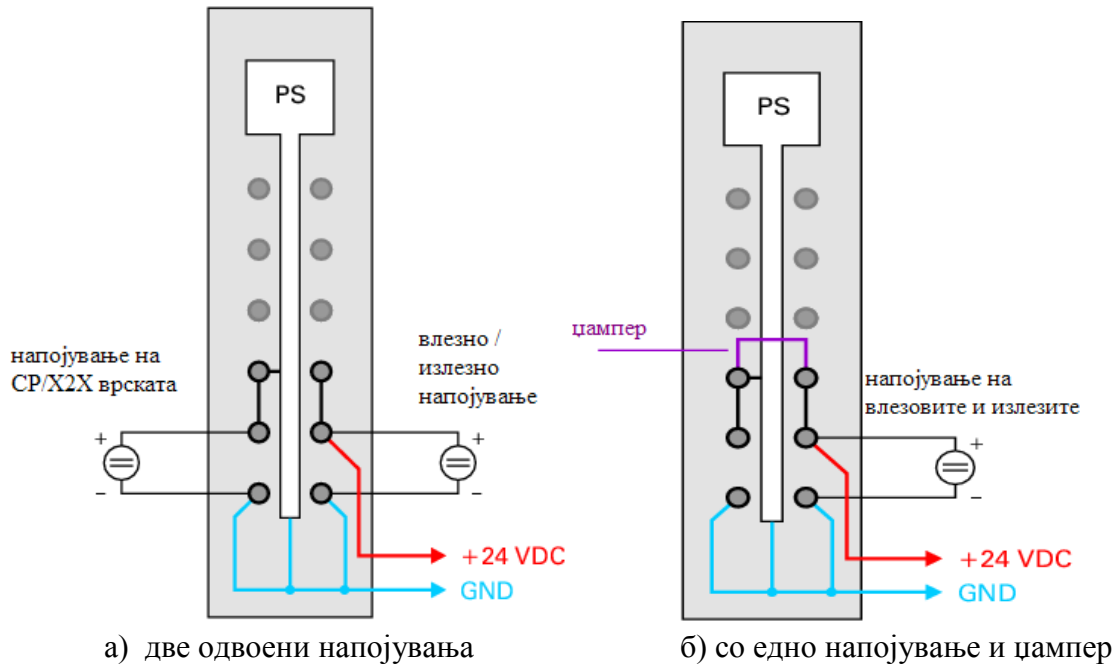 PS
напојување на
CP/X2X врската
влезно /
излезно
напојување
+
−
+
−
+24 VDC
GND
а) две одвоени напојувања
PS
џампер
напојување на
влезовите и излезите
+
−
+24 VDC
GND
б) со едно напојување и џампер